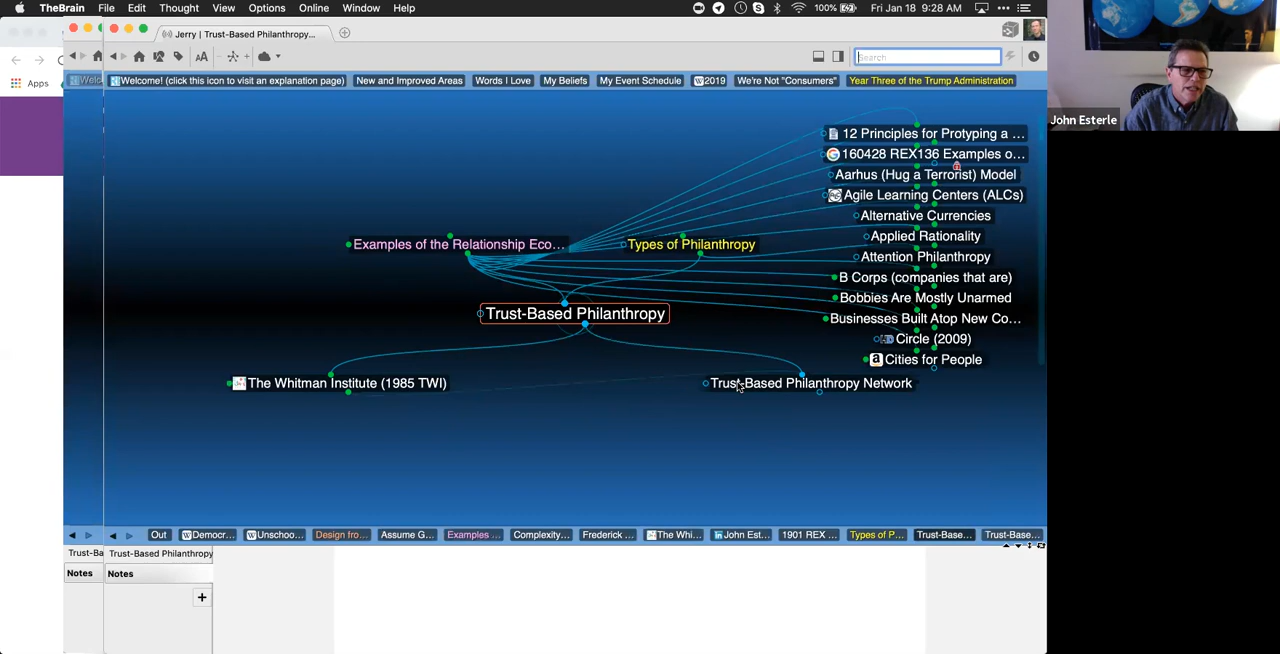 TheBrain File Edit Thought View Options Online Window Help 100% Fri Jan 18 9:28 AM
Jerry | Trust-Based Philanthropy...
AA
Search
Apps
Welc
Welcome! (click this icon to visit an explanation page) New and Improved Areas Words I Love My Beliefs My Event Schedule 2019 We're Not "Consumers" Year Three of the Trump Administration
John Esterle
12 Principles for Protyping a ...
160428 REX136 Examples o...
Aarhus (Hug a Terrorist) Model
Agile Learning Centers (ALCs)
Alternative Currencies
Applied Rationality
Examples of the Relationship Eco... Types of Philanthropy
Attention Philanthropy
B Corps (companies that are)
Bobbies Are Mostly Unarmed
Trust-Based Philanthropy
Businesses Built Atop New Co...
Circle (2009)
Cities for People
The Whitman Institute (1985 TWI) Trust-Based Philanthropy Network
Out Democr... Unschoo... Design fro... Assume G... Examples ... Complexity... Frederick ... The Whi... John Est... 1901 REX ... Types of P... Trust-Base... Trust-Base...
Trust-Ba Trust-Based Philanthropy
Notes Notes